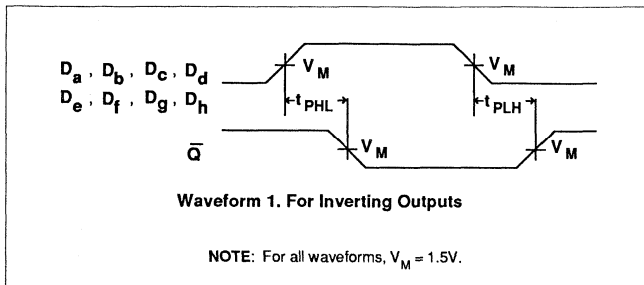 Da , Db , Dc , Dd
De , Df , Dg , Dh
VM
VM
tPHL
tPLH
Q̅
VM
VM
Waveform 1. For Inverting Outputs
NOTE: For all waveforms, VM = 1.5V.